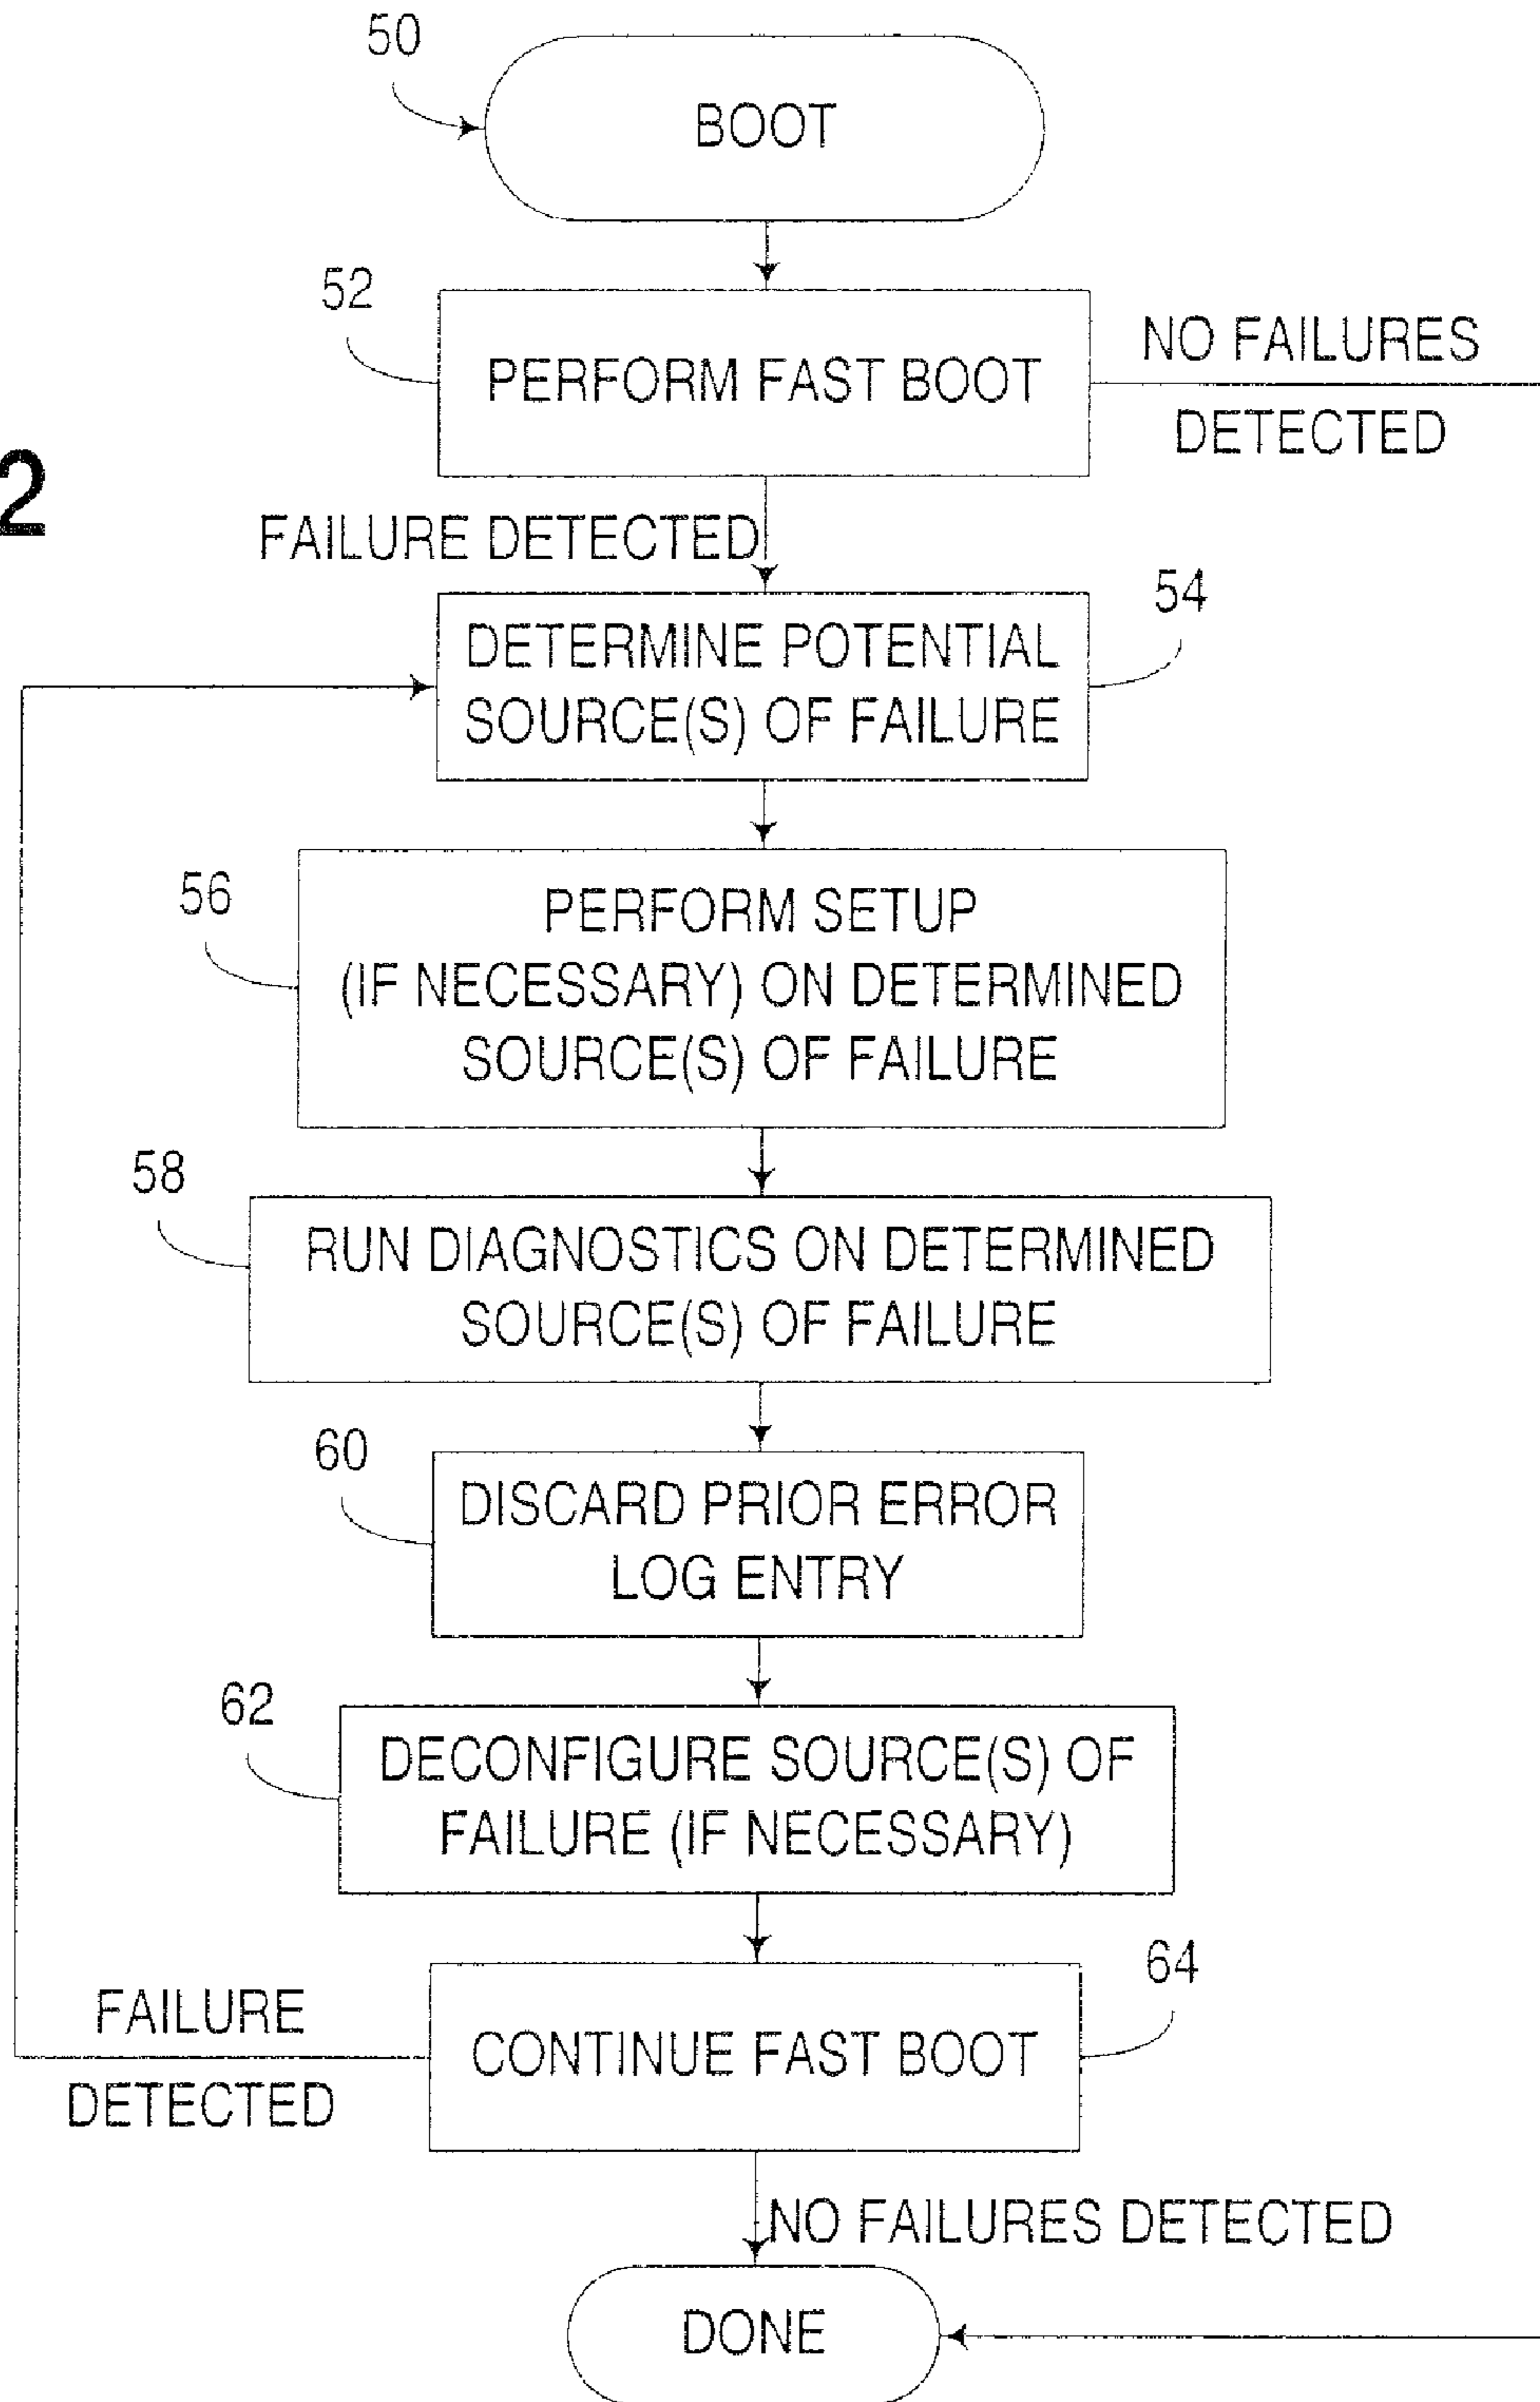 50
BOOT
52
PERFORM FAST BOOT
NO FAILURES
DETECTED
2
FAILURE DETECTED
54
DETERMINE POTENTIAL
SOURCE(S) OF FAILURE
56
PERFORM SETUP
(IF NECESSARY) ON DETERMINED
SOURCE(S) OF FAILURE
58
RUN DIAGNOSTICS ON DETERMINED
SOURCE(S) OF FAILURE
60
DISCARD PRIOR ERROR
LOG ENTRY
62
DECONFIGURE SOURCE(S) OF
FAILURE (IF NECESSARY)
64
FAILURE
DETECTED
CONTINUE FAST BOOT
NO FAILURES DETECTED
DONE